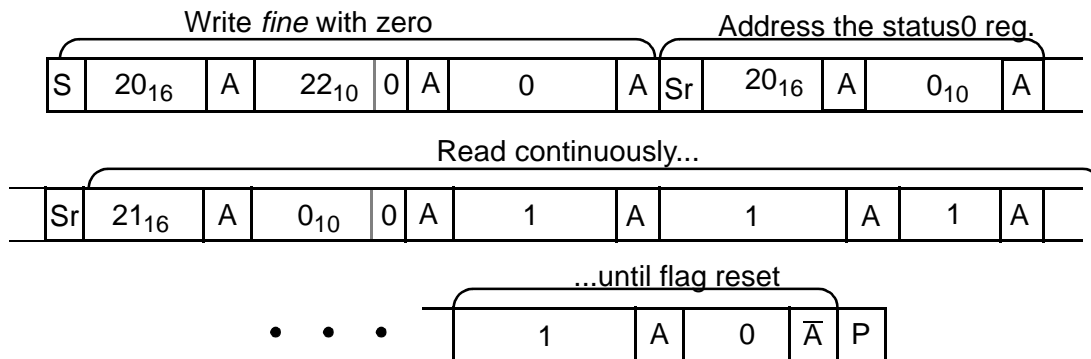 Write fine with zero Address the status0 reg.
S 20₁₆ A 22₁₀ 0 A 0 A Sr 20₁₆ A 0₁₀ A
Read continuously...
Sr 21₁₆ A 0₁₀ 0 A 1 A 1 A 1 A
...until flag reset
• • • 1 A 0 A̅ P